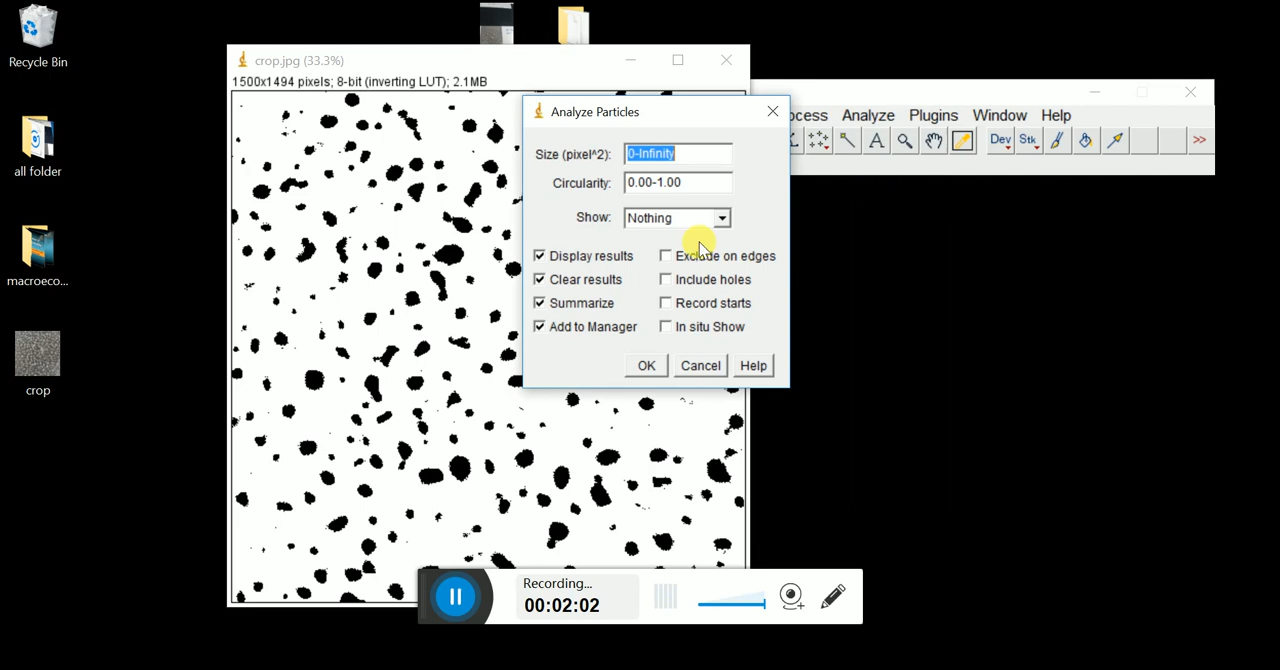 Recycle Bin
all folder
macroeco...
crop
crop.jpg (33.3%)
1500x1494 pixels; 8-bit (inverting LUT); 2.1MB
Analyze Plugins Window Help
Dev Stk >>
Analyze Particles
Size (pixel^2): 0-Infinity
Circularity: 0.00-1.00
Show: Nothing
Display results Exclude on edges
Clear results Include holes
Summarize Record starts
Add to Manager In situ Show
OK Cancel Help
Recording...
00:02:02